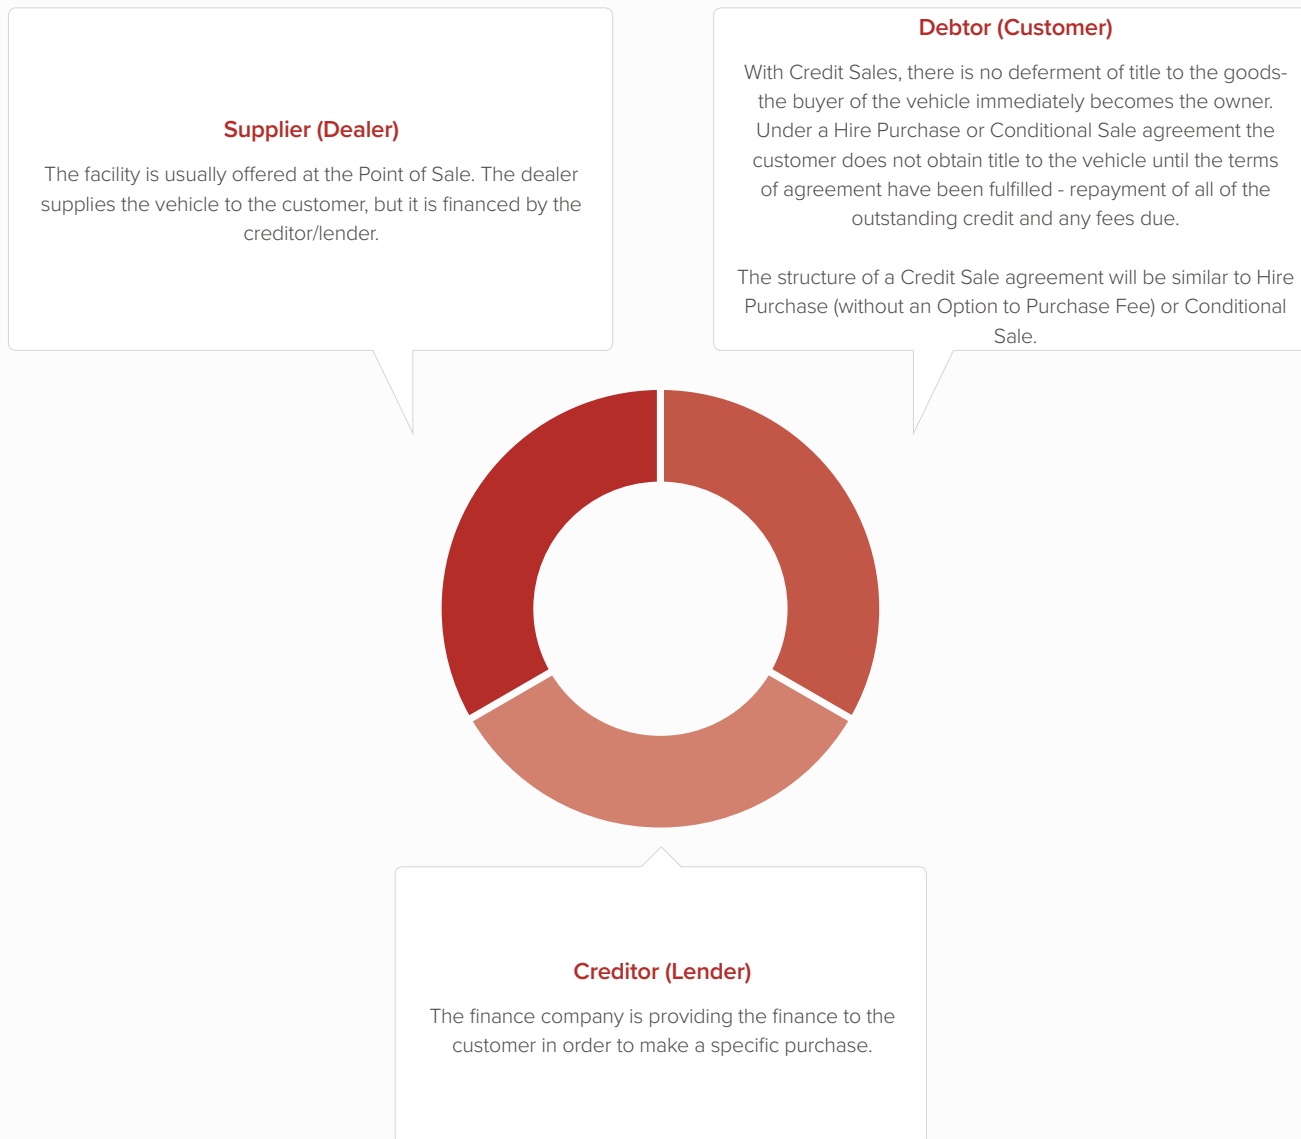 Supplier (Dealer)
The facility is usually offered at the Point of Sale. The dealer
supplies the vehicle to the customer, but it is financed by the
creditor/lender.
Debtor (Customer)
With Credit Sales, there is no deferment of title to the goods-
the buyer of the vehicle immediately becomes the owner.
Under a Hire Purchase or Conditional Sale agreement the
customer does not obtain title to the vehicle until the terms
of agreement have been fulfilled - repayment of all of the
outstanding credit and any fees due.
The structure of a Credit Sale agreement will be similar to Hire
Purchase (without an Option to Purchase Fee) or Conditional
Sale.
Creditor (Lender)
The finance company is providing the finance to the
customer in order to make a specific purchase.